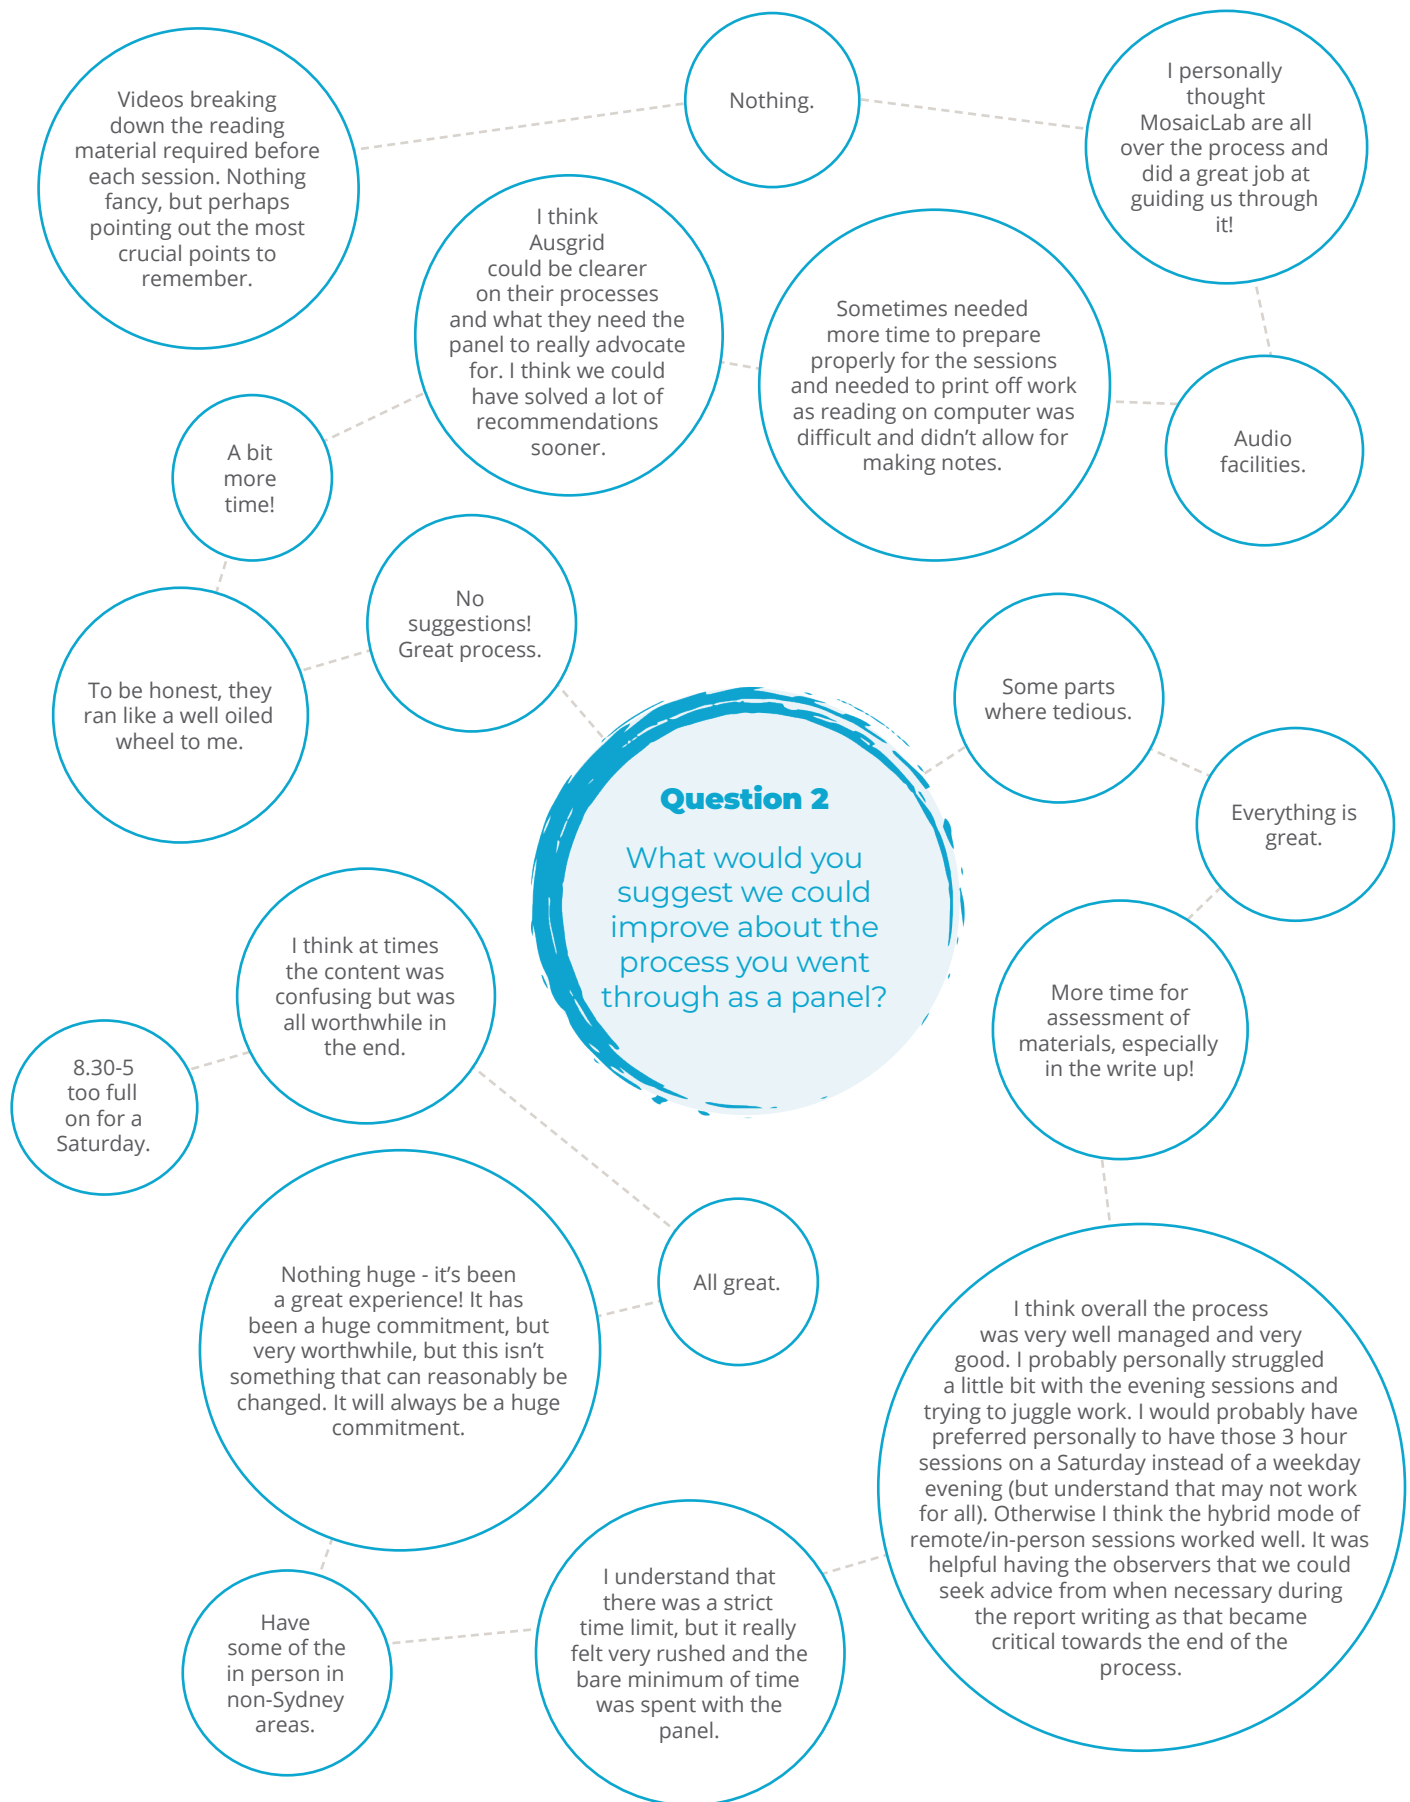 Videos breaking
down the reading
material required before
each session. Nothing
fancy, but perhaps
pointing out the most
crucial points to
remember.
Nothing.
I personally
thought
MosaicLab are all
over the process and
did a great job at
guiding us through
it!
I think
Ausgrid
could be clearer
on their processes
and what they need the
panel to really advocate
for. I think we could
have solved a lot of
recommendations
sooner.
Sometimes needed
more time to prepare
properly for the sessions
and needed to print off work
as reading on computer was
difficult and didn’t allow for
making notes.
Audio
facilities.
A bit
more
time!
No
suggestions!
Great process.
To be honest, they
ran like a well oiled
wheel to me.
Some parts
where tedious.
Everything is
great.
Question 2
What would you
suggest we could
improve about the
process you went
through as a panel?
I think at times
the content was
confusing but was
all worthwhile in
the end.
More time for
assessment of
materials, especially
in the write up!
8.30-5
too full
on for a
Saturday.
Nothing huge - it’s been
a great experience! It has
been a huge commitment, but
very worthwhile, but this isn’t
something that can reasonably be
changed. It will always be a huge
commitment.
All great.
I think overall the process
was very well managed and very
good. I probably personally struggled
a little bit with the evening sessions and
trying to juggle work. I would probably have
preferred personally to have those 3 hour
sessions on a Saturday instead of a weekday
evening (but understand that may not work
for all). Otherwise I think the hybrid mode of
remote/in-person sessions worked well. It was
helpful having the observers that we could
seek advice from when necessary during
the report writing as that became
critical towards the end of the
process.
Have
some of the
in person in
non-Sydney
areas.
I understand that
there was a strict
time limit, but it really
felt very rushed and the
bare minimum of time
was spent with the
panel.